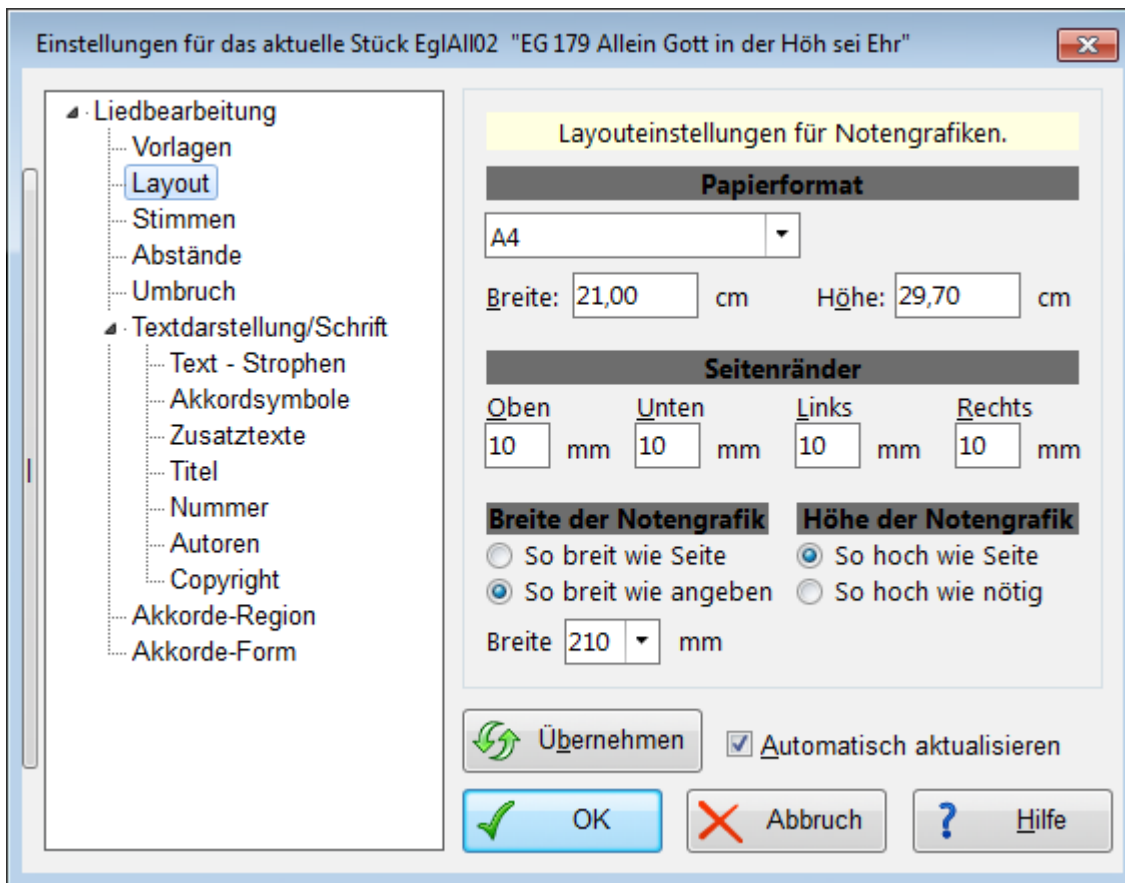 Einstellungen für das aktuelle Stück EglAll02 "EG 179 Allein Gott in der Höh sei Ehr"
Liedbearbeitung
Vorlagen
Layout
Stimmen
Abstände
Umbruch
Textdarstellung/Schrift
Text - Strophen
Akkordsymbole
Zusatztexte
Titel
Nummer
Autoren
Copyright
Akkorde-Region
Akkorde-Form
Layouteinstellungen für Notengrafiken.
Papierformat
A4
Breite: 21,00 cm Höhe: 29,70 cm
Seitenränder
Oben Unten Links Rechts
10 mm 10 mm 10 mm 10 mm
Breite der Notengrafik Höhe der Notengrafik
So breit wie Seite So hoch wie Seite
So breit wie angeben So hoch wie nötig
Breite 210 mm
Übernehmen Automatisch aktualisieren
OK Abbruch Hilfe